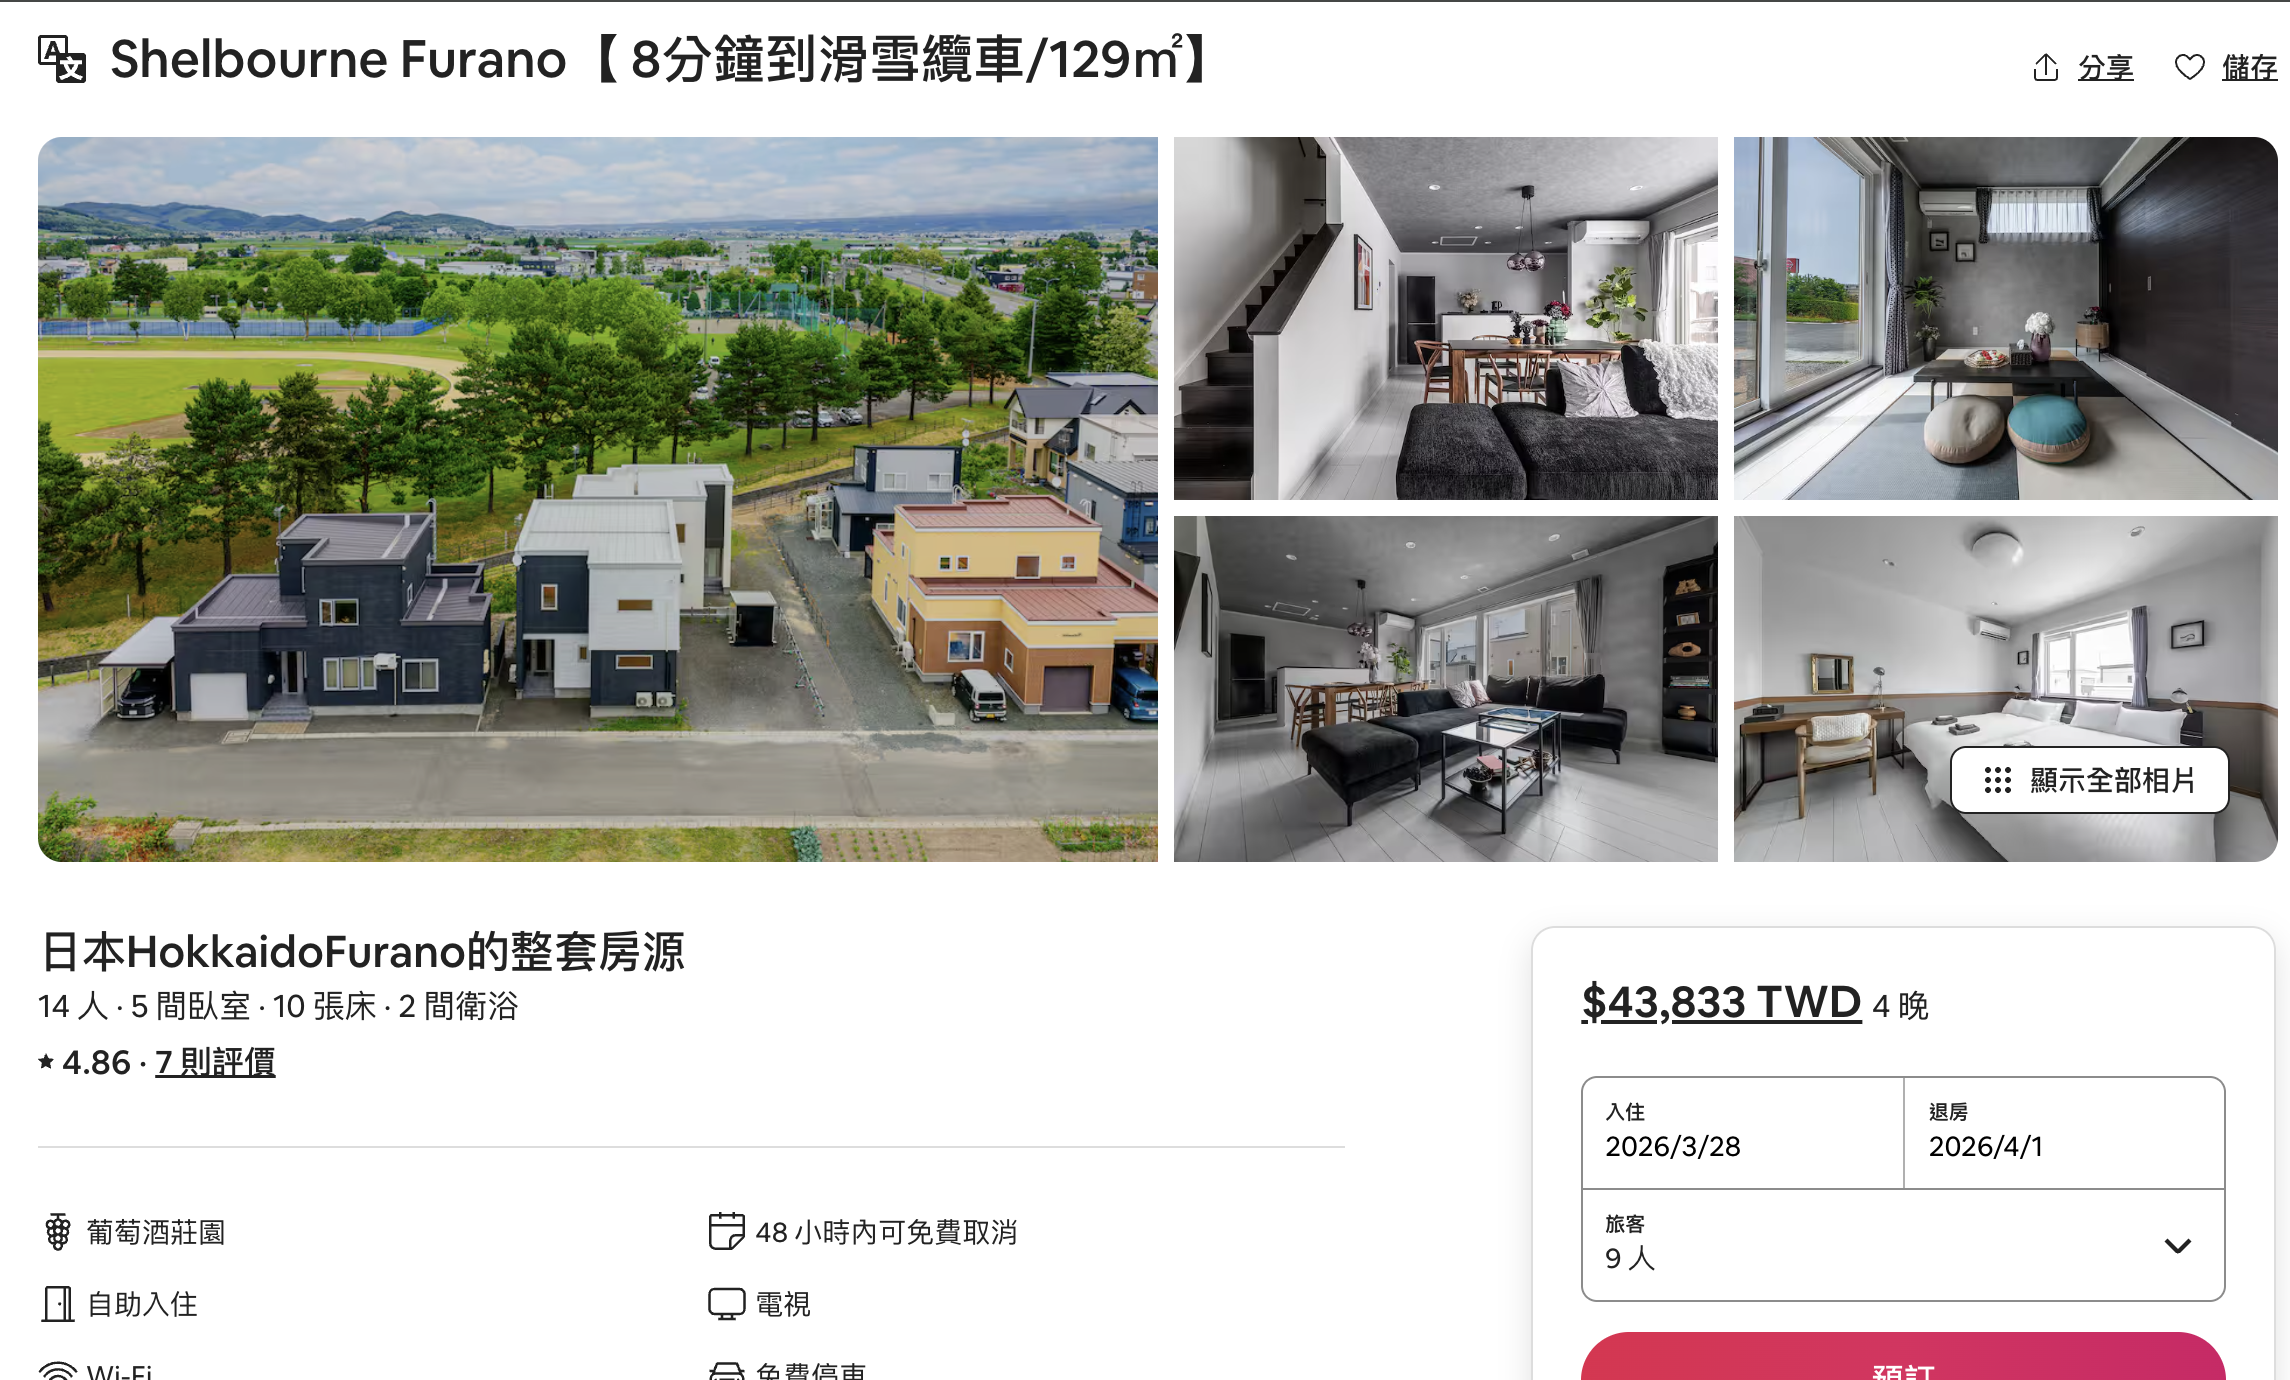 Shelbourne Furano【 8分鐘到滑雪纜車/129㎡】
分享
儲存
顯示全部相片
日本HokkaidoFurano的整套房源
14 人 · 5 間臥室 · 10 張床 · 2 間衛浴
★ 4.86 · 7 則評價
$43,833 TWD 4 晚
入住
2026/3/28
退房
2026/4/1
旅客
9 人
葡萄酒莊園
48 小時內可免費取消
自助入住
電視
Wi-Fi
免費停車
預訂